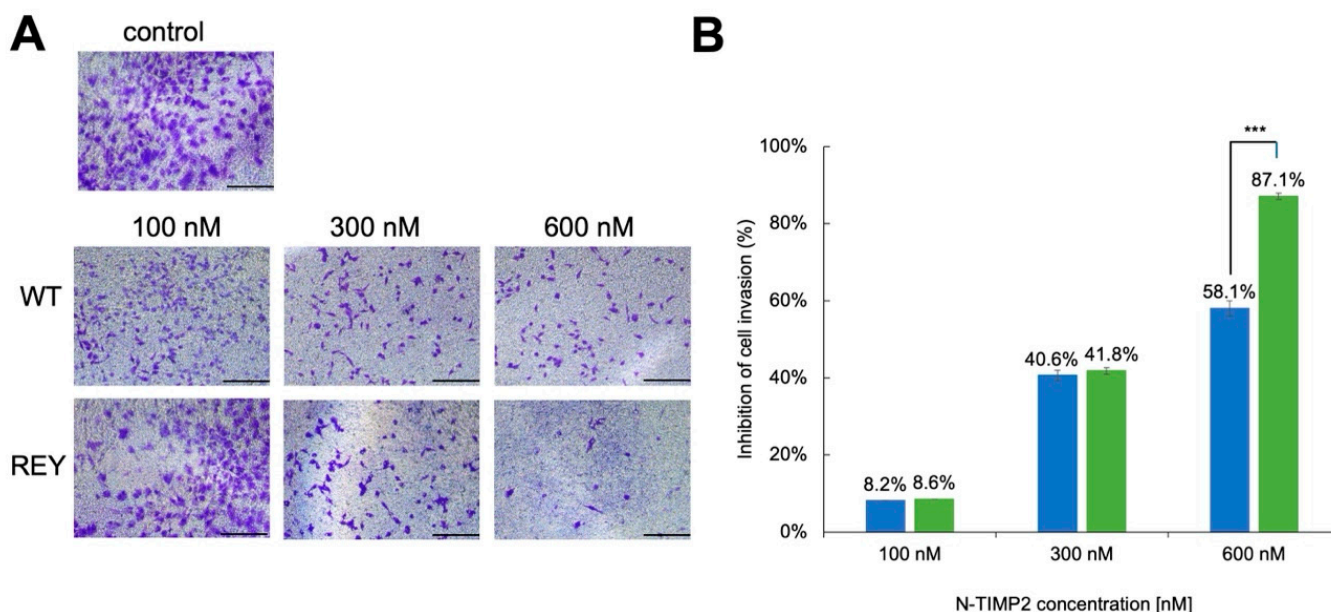 A
control
100 nM 300 nM 600 nM
WT
REY
B
Inhibition of cell invasion (%)
100%
80%
60%
40%
20%
0%
8.2% 8.6%
40.6% 41.8%
58.1% 87.1%
***
100 nM 300 nM 600 nM
N-TIMP2 concentration [nM]